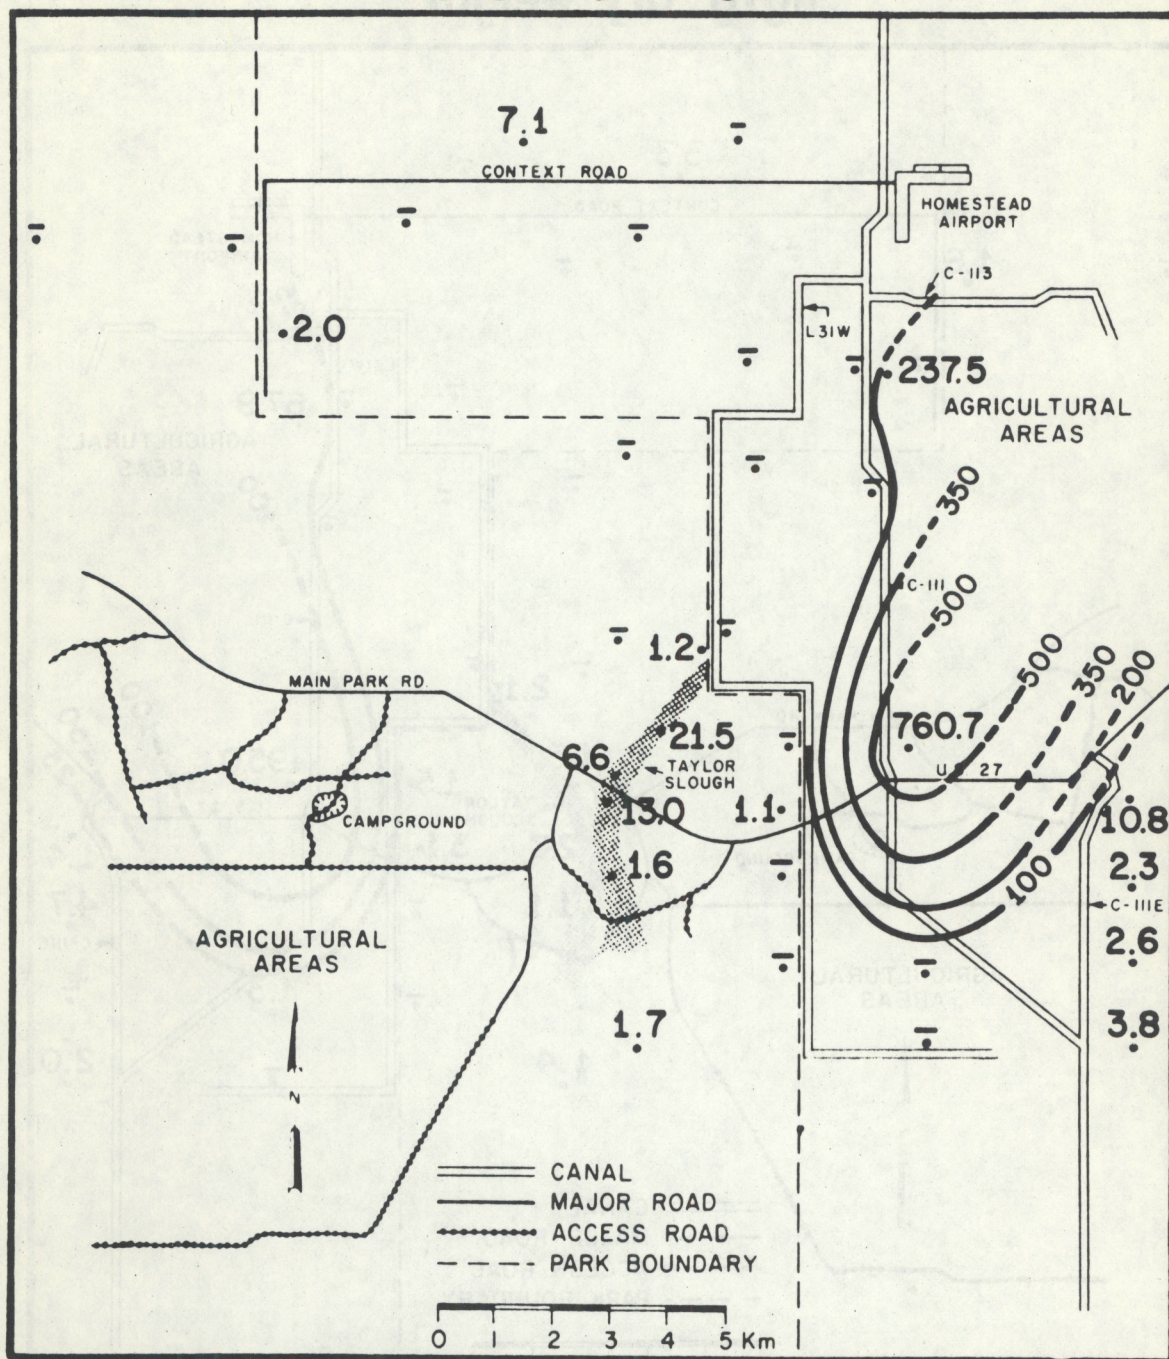 7.1
CONTEXT ROAD
HOMESTEAD
AIRPORT
C-113
L31W
2.0
237.5
AGRICULTURAL
AREAS
350
C-111
500
1.2
500
350
200
MAIN PARK RD.
760.7
21.5
6.6
TAYLOR
SLOUGH
U.S. 27
13.0
1.1
10.8
CAMPGROUND
1.6
2.3
100
C-111E
AGRICULTURAL
AREAS
2.6
1.7
3.8
N
CANAL
MAJOR ROAD
ACCESS ROAD
PARK BOUNDARY
0 1 2 3 4 5 Km